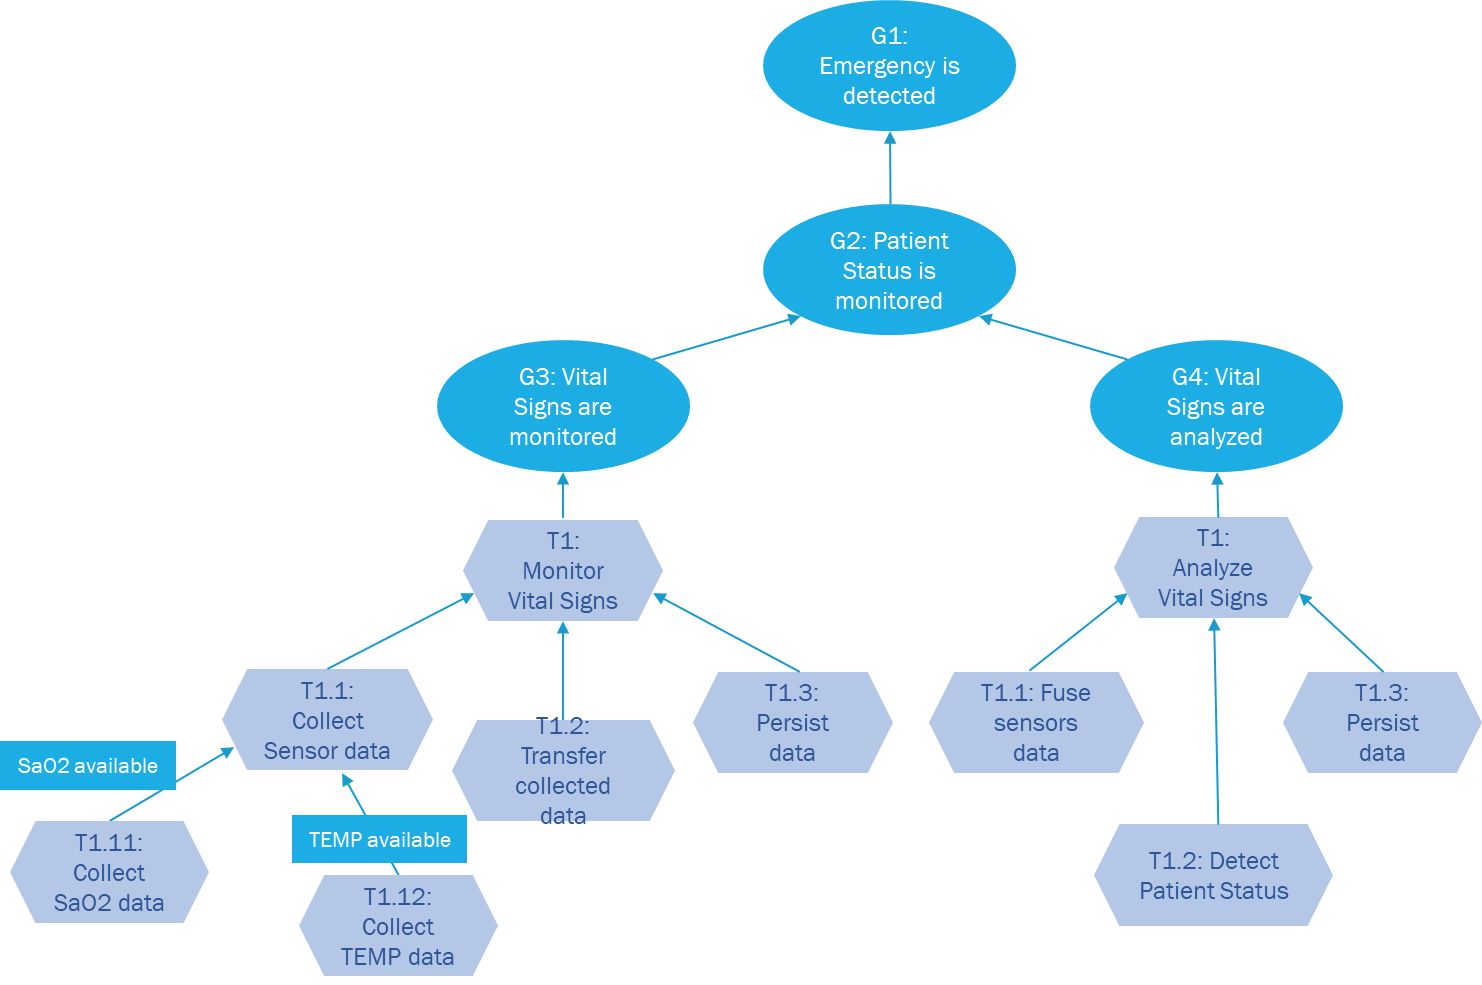 G1:
Emergency is
detected
G2: Patient
Status is
monitored
G3: Vital
Signs are
monitored
G4: Vital
Signs are
analyzed
T1:
Monitor
Vital Signs
T1:
Analyze
Vital Signs
T1.1:
Collect
Sensor data
T1.2:
Transfer
collected
data
T1.3:
Persist
data
T1.1: Fuse
sensors
data
T1.3:
Persist
data
SaO2 available
TEMP available
T1.11:
Collect
SaO2 data
T1.12:
Collect
TEMP data
T1.2: Detect
Patient Status